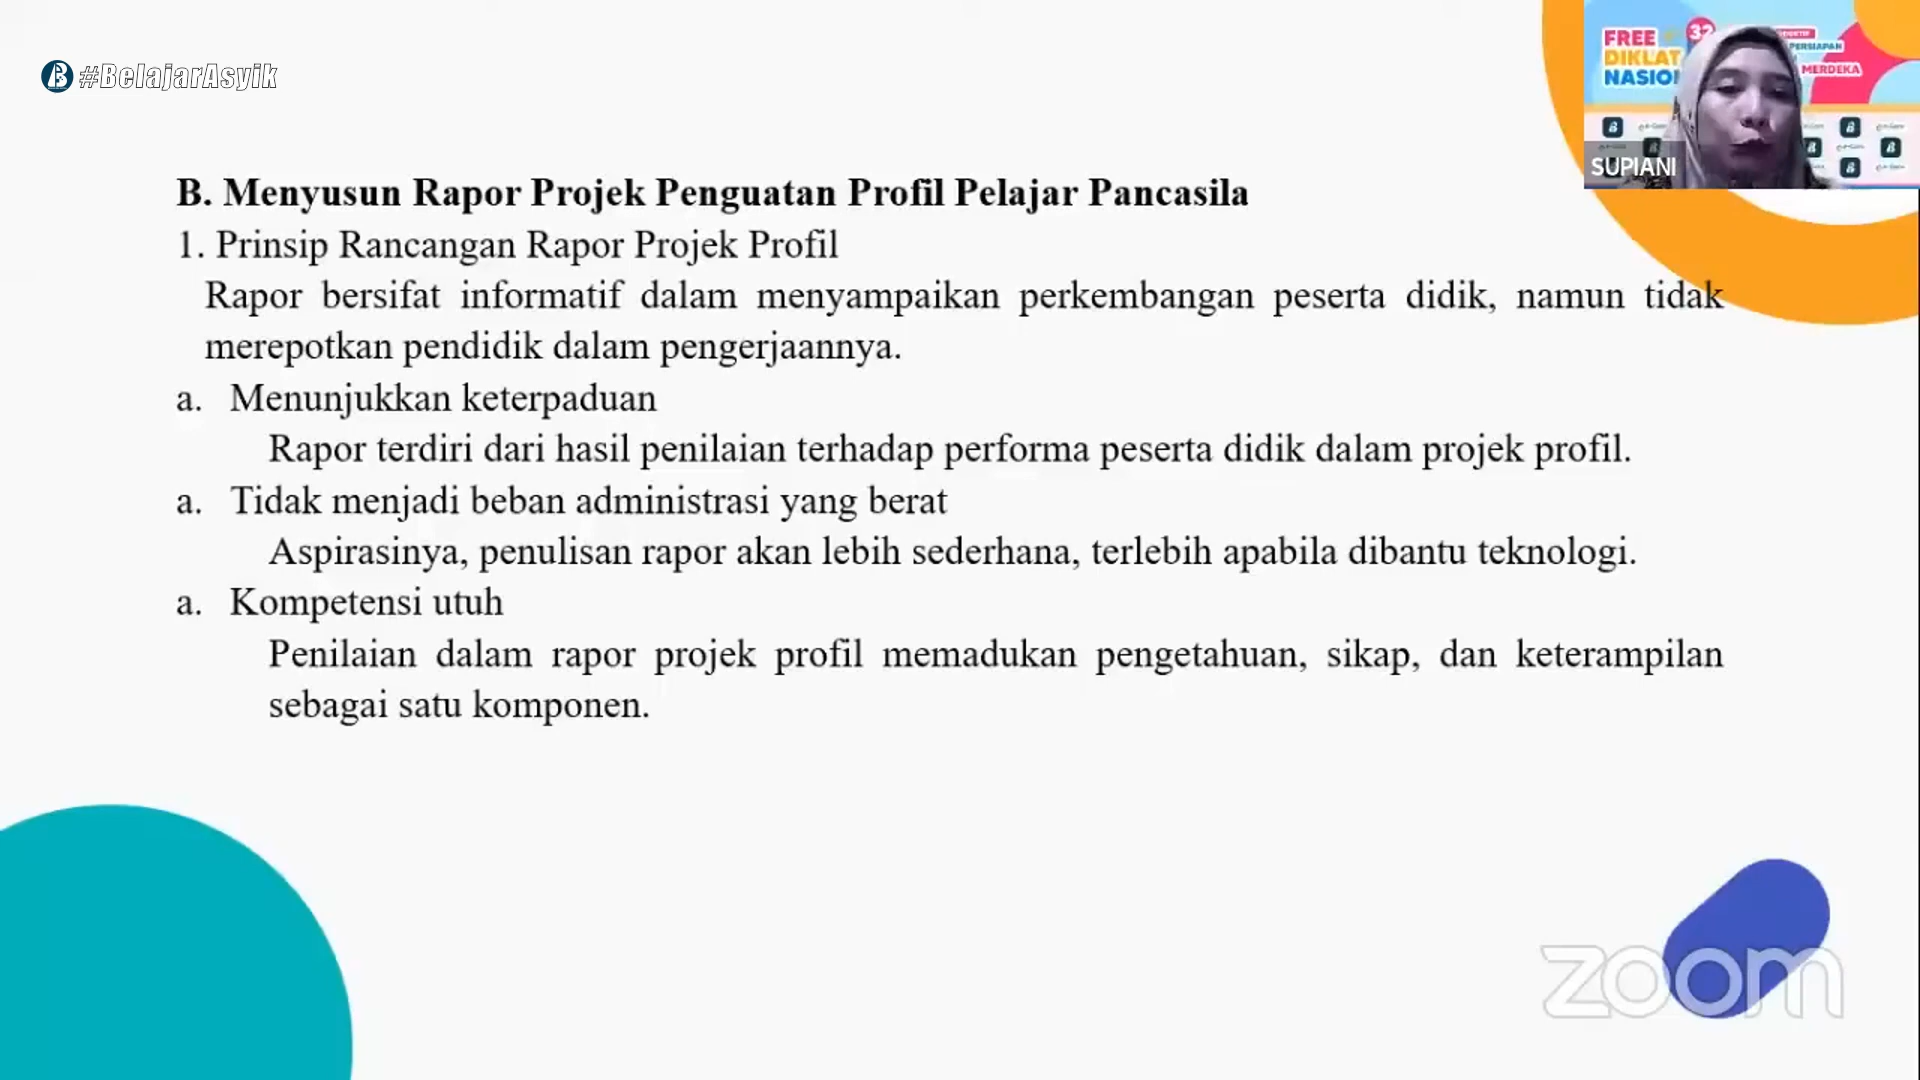 #BelajarAsyik
FREE
DIKLAT
NASIO
32
PERSIAPAN
MERDEKA
SUPIANI
B. Menyusun Rapor Projek Penguatan Profil Pelajar Pancasila
1. Prinsip Rancangan Rapor Projek Profil
Rapor bersifat informatif dalam menyampaikan perkembangan peserta didik, namun tidak
merepotkan pendidik dalam pengerjaannya.
a. Menunjukkan keterpaduan
Rapor terdiri dari hasil penilaian terhadap performa peserta didik dalam projek profil.
a. Tidak menjadi beban administrasi yang berat
Aspirasinya, penulisan rapor akan lebih sederhana, terlebih apabila dibantu teknologi.
a. Kompetensi utuh
Penilaian dalam rapor projek profil memadukan pengetahuan, sikap, dan keterampilan
sebagai satu komponen.
zoom